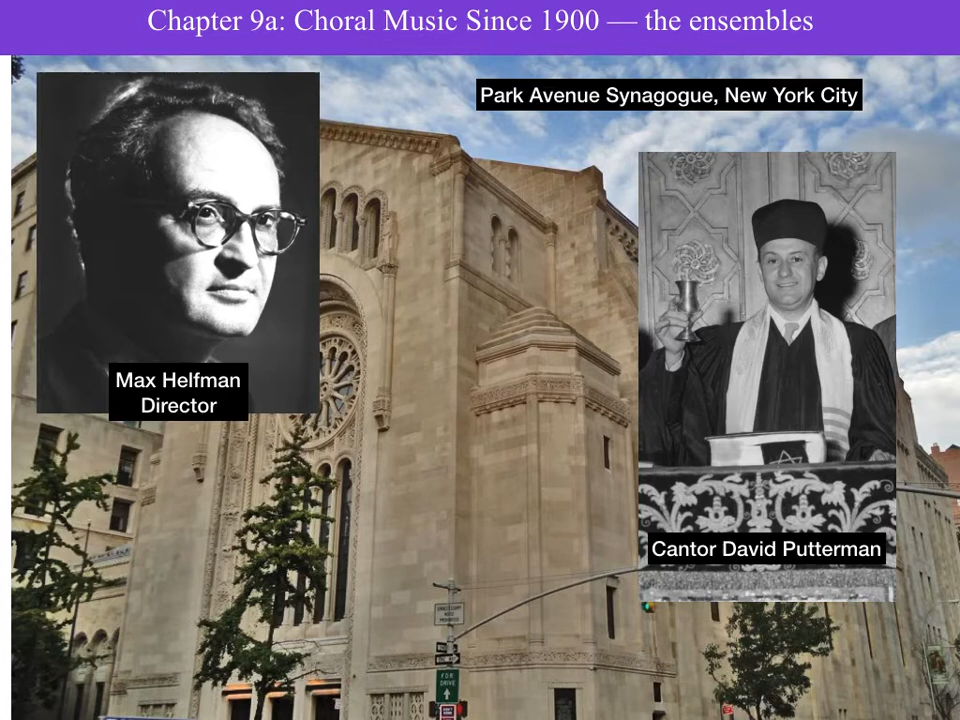 Chapter 9a: Choral Music Since 1900 — the ensembles
Park Avenue Synagogue, New York City
Max Helfman
Director
Cantor David Putterman
FDR
DRIVE